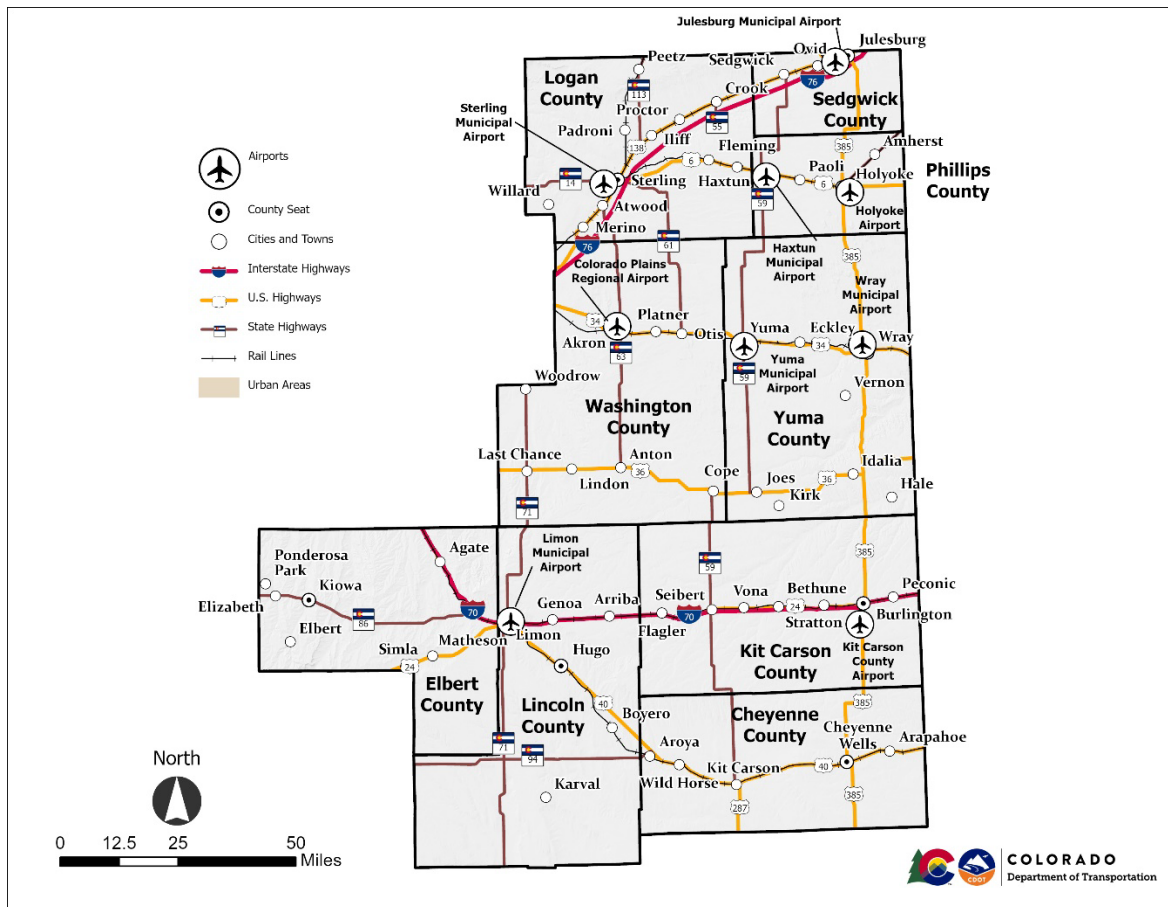 Julesburg Municipal Airport
Julesburg
Ovid
Sedgwick
Peetz
Logan
County
113
76
Sedgwick
County
Crook
Proctor
55
Sterling
Municipal
Airport
Padroni
138
Iliff
385
Amherst
Fleming
Paoli
6
Phillips
County
Airports
14
Willard
Sterling
Haxtun
6
Holyoke
59
County Seat
Atwood
Holyoke
Airport
Cities and Towns
Merino
61
Haxtun
Municipal
Airport
76
385
Interstate Highways
Colorado Plains
Regional Airport
Wray
Municipal
Airport
U.S. Highways
34
Platner
State Highways
Akron
Otis
Yuma
Eckley
34
Wray
63
Rail Lines
Yuma
Municipal
Airport
59
Urban Areas
Woodrow
Vernon
Washington
County
Yuma
County
Last Chance
Anton
36
Lindon
Cope
Joes
36
Idalia
Kirk
Hale
71
Limon
Municipal
Airport
Agate
Ponderosa
Park
Kiowa
385
59
Elizabeth
70
Genoa
Arriba
Seibert
Vona
Bethune
Peconic
24
70
86
Elbert
Matheson
Limon
Flagler
Stratton
Burlington
Simla
24
Hugo
Kit Carson
County
Kit Carson
County
Airport
Elbert
County
Lincoln
County
40
Boyero
Cheyenne
County
385
Cheyenne
Wells
Arapahoe
71
94
Aroya
Kit Carson
40
Wild Horse
North
Karval
287
385
0 12.5 25 50
Miles
COLORADO
Department of Transportation
CDOT